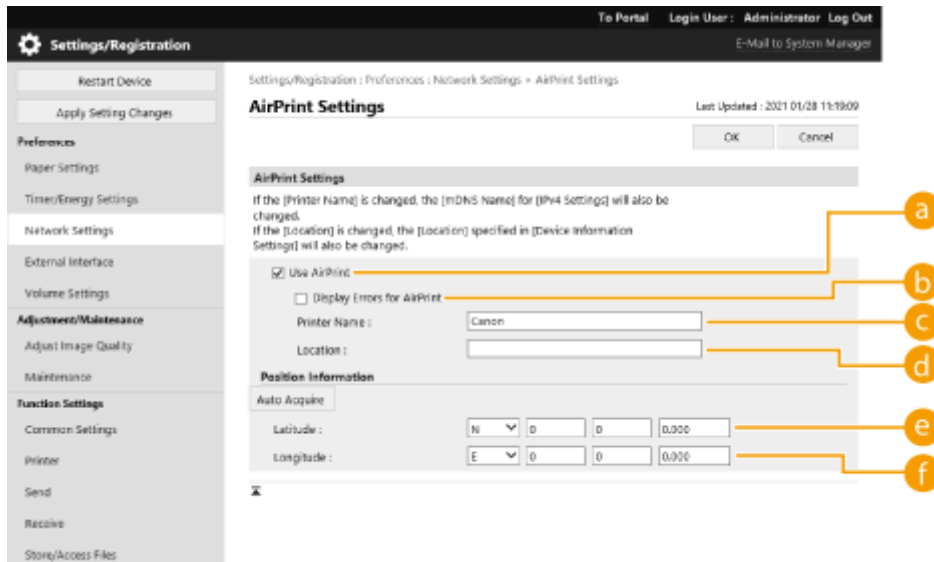 To Portal Login User : Administrator Log Out
Settings/Registration E-Mail to System Manager
Restart Device
Apply Setting Changes
Preferences
Paper Settings
Timer/Energy Settings
Network Settings
External Interface
Volume Settings
Adjustment/Maintenance
Adjust Image Quality
Maintenance
Function Settings
Common Settings
Printer
Send
Receive
Store/Access Files
Settings/Registration : Preferences : Network Settings > AirPrint Settings
AirPrint Settings Last Updated : 2021 01/28 11:19:09
OK Cancel
AirPrint Settings
If the [Printer Name] is changed, the [mDNS Name] for [IPv4 Settings] will also be
changed.
If the [Location] is changed, the [Location] specified in [Device Information
Settings] will also be changed.
Use AirPrint a
Display Errors for AirPrint b
Printer Name : Canon c
Location : d
Position Information
Auto Acquire
Latitude : N 0 0 0.000 e
Longitude : E 0 0 0.000 f